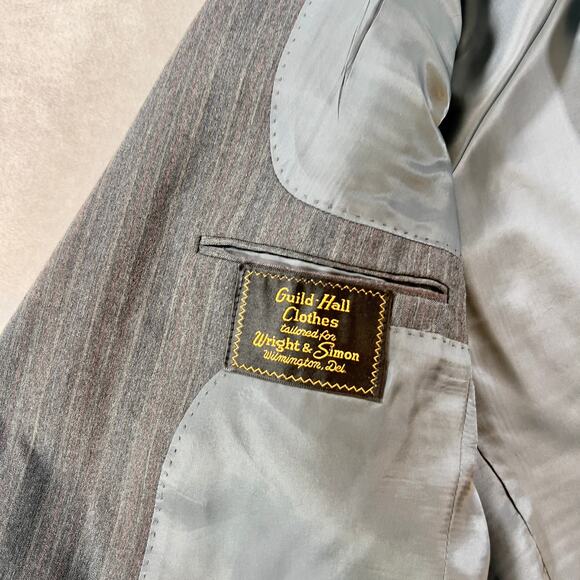 Guild-Hall
Clothes
tailored for
Wright & Simon
Wilmington, Del.